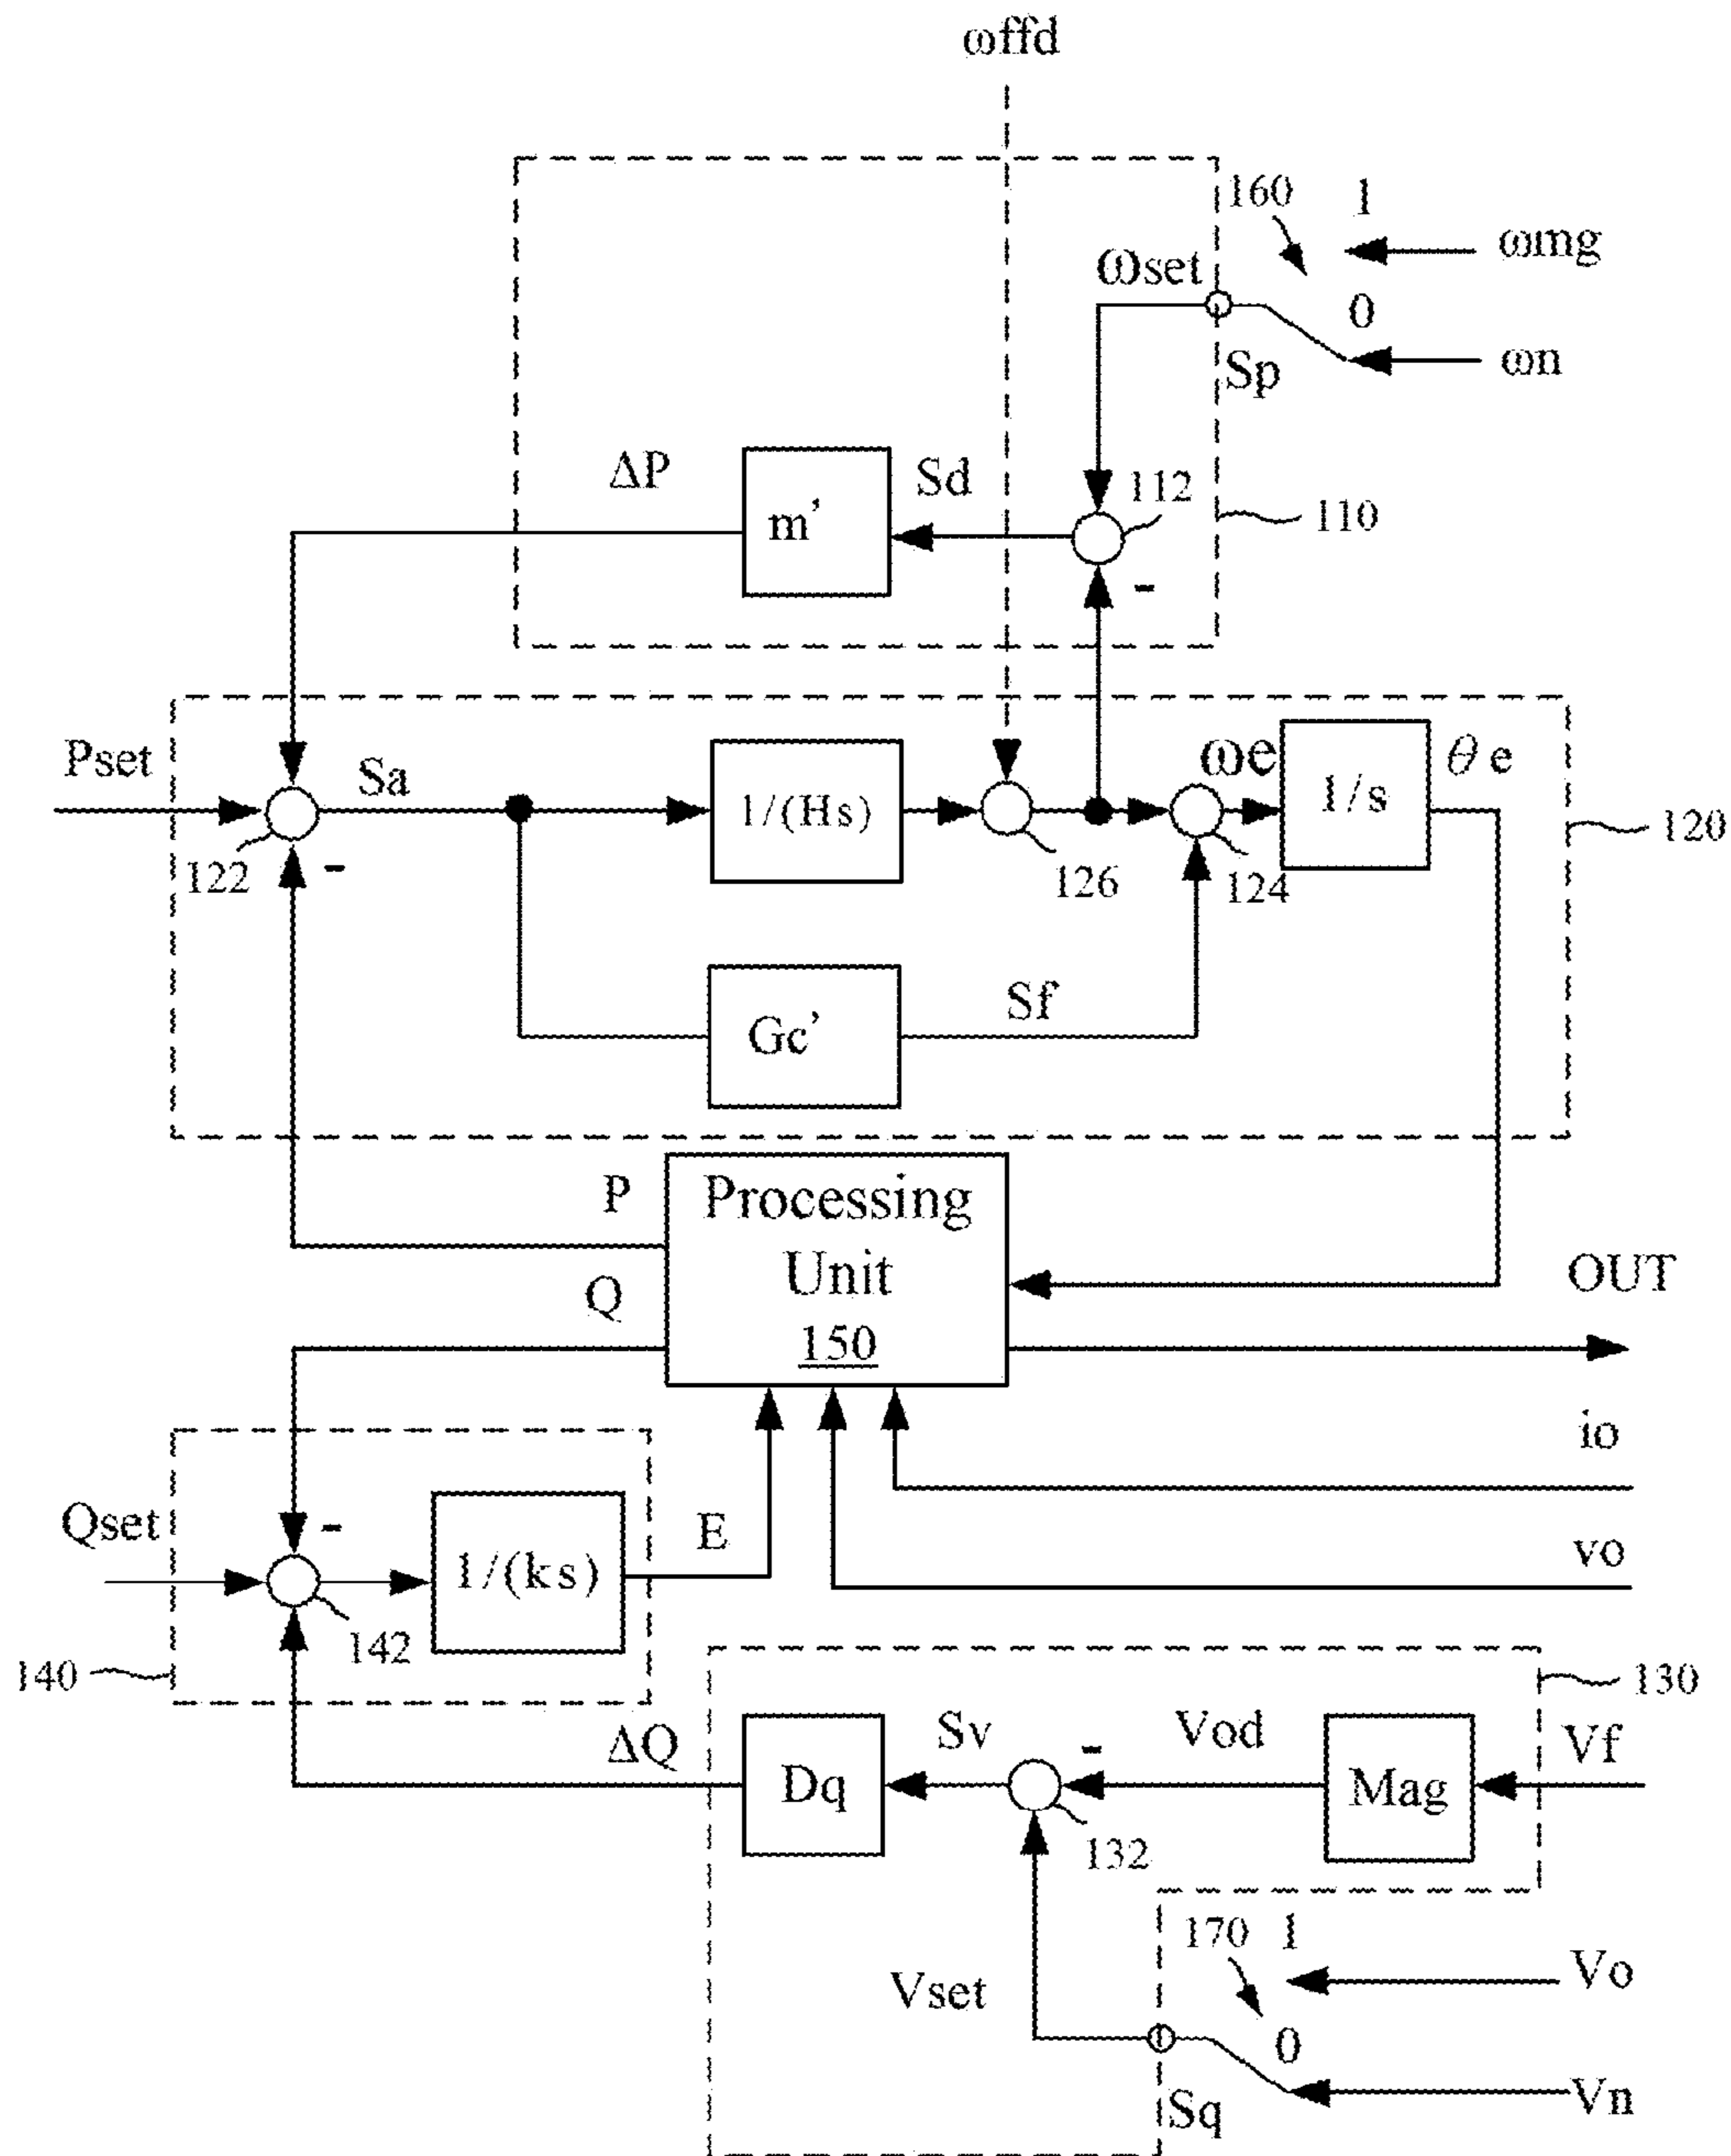 ωffd
160
1
ωmg
ωset
0
Sp
ωn
ΔP
m’
Sd
112
110
-
Pset
Sa
1/(Hs)
ωe
1/s
θe
120
122
-
126
124
Gc’
Sf
P
Processing
Unit
150
Q
OUT
io
Qset
-
1/(ks)
E
vo
142
140
130
ΔQ
Dq
Sv
-
Vod
Mag
Vf
132
170
1
Vo
Vset
0
Sq
Vn